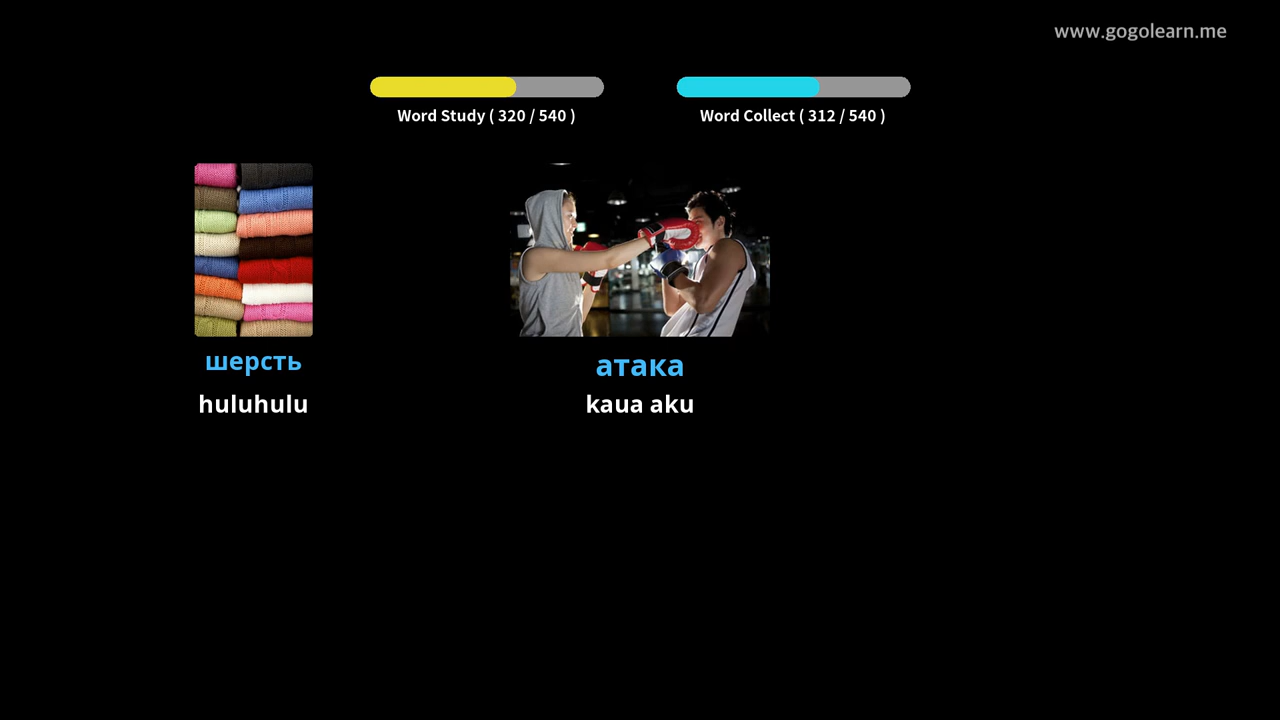 www.gogolearn.me
Word Study ( 320 / 540 )
Word Collect ( 312 / 540 )
шерсть
huluhulu
атака
kaua aku